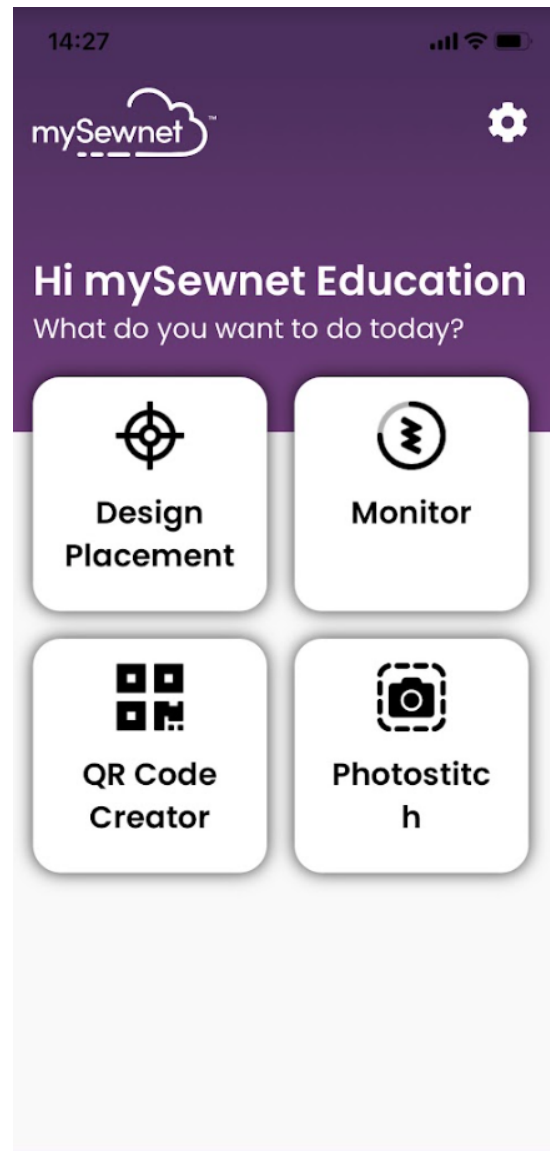 14:27
mySewnet™
Hi mySewnet Education
What do you want to do today?
Design
Placement
Monitor
QR Code
Creator
Photostitc
h